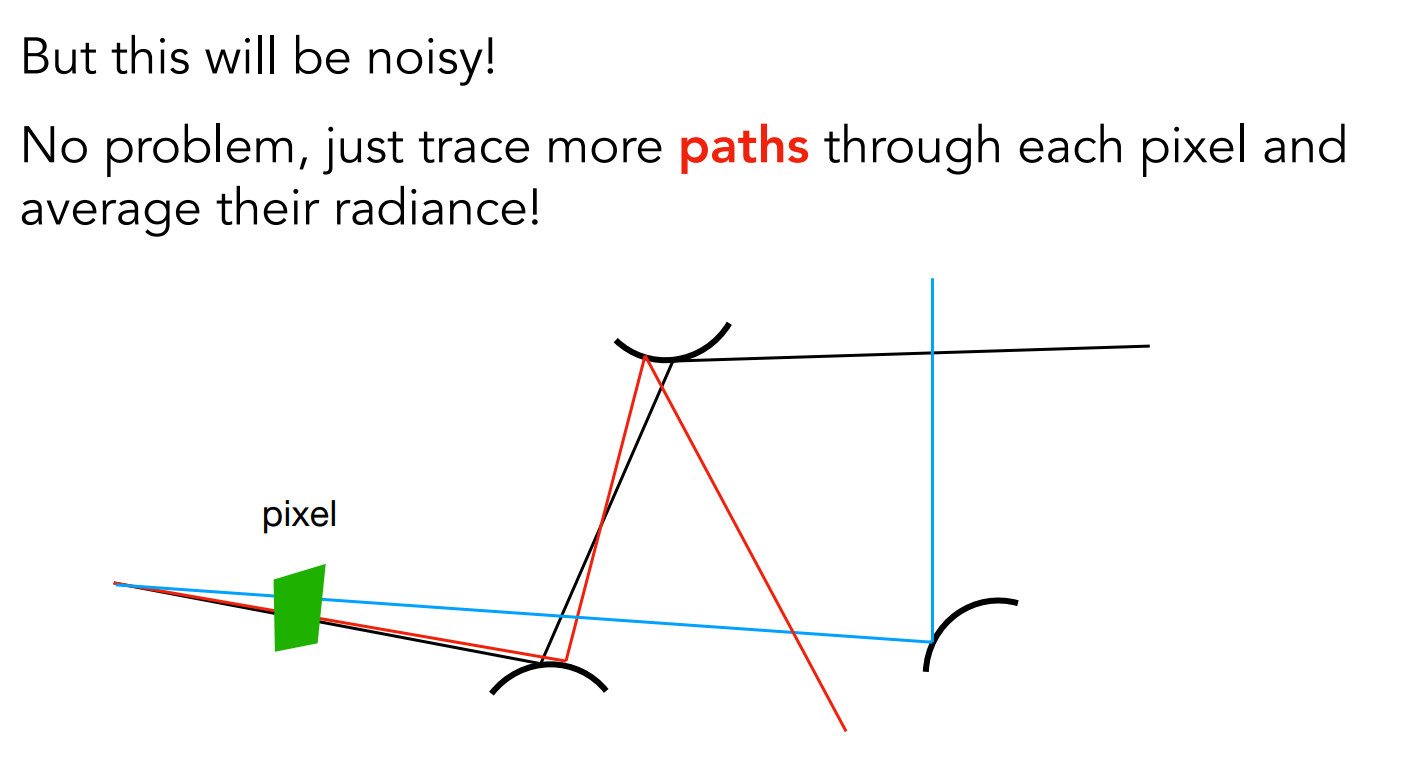 But this will be noisy!
No problem, just trace more paths through each pixel and
average their radiance!
pixel